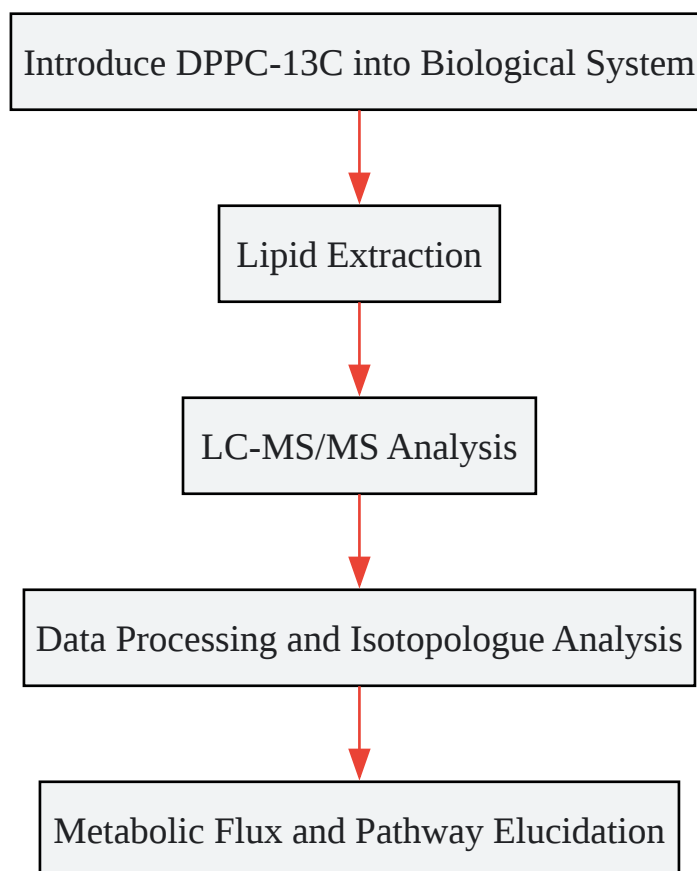 Introduce DPPC-13C into Biological System
Lipid Extraction
LC-MS/MS Analysis
Data Processing and Isotopologue Analysis
Metabolic Flux and Pathway Elucidation